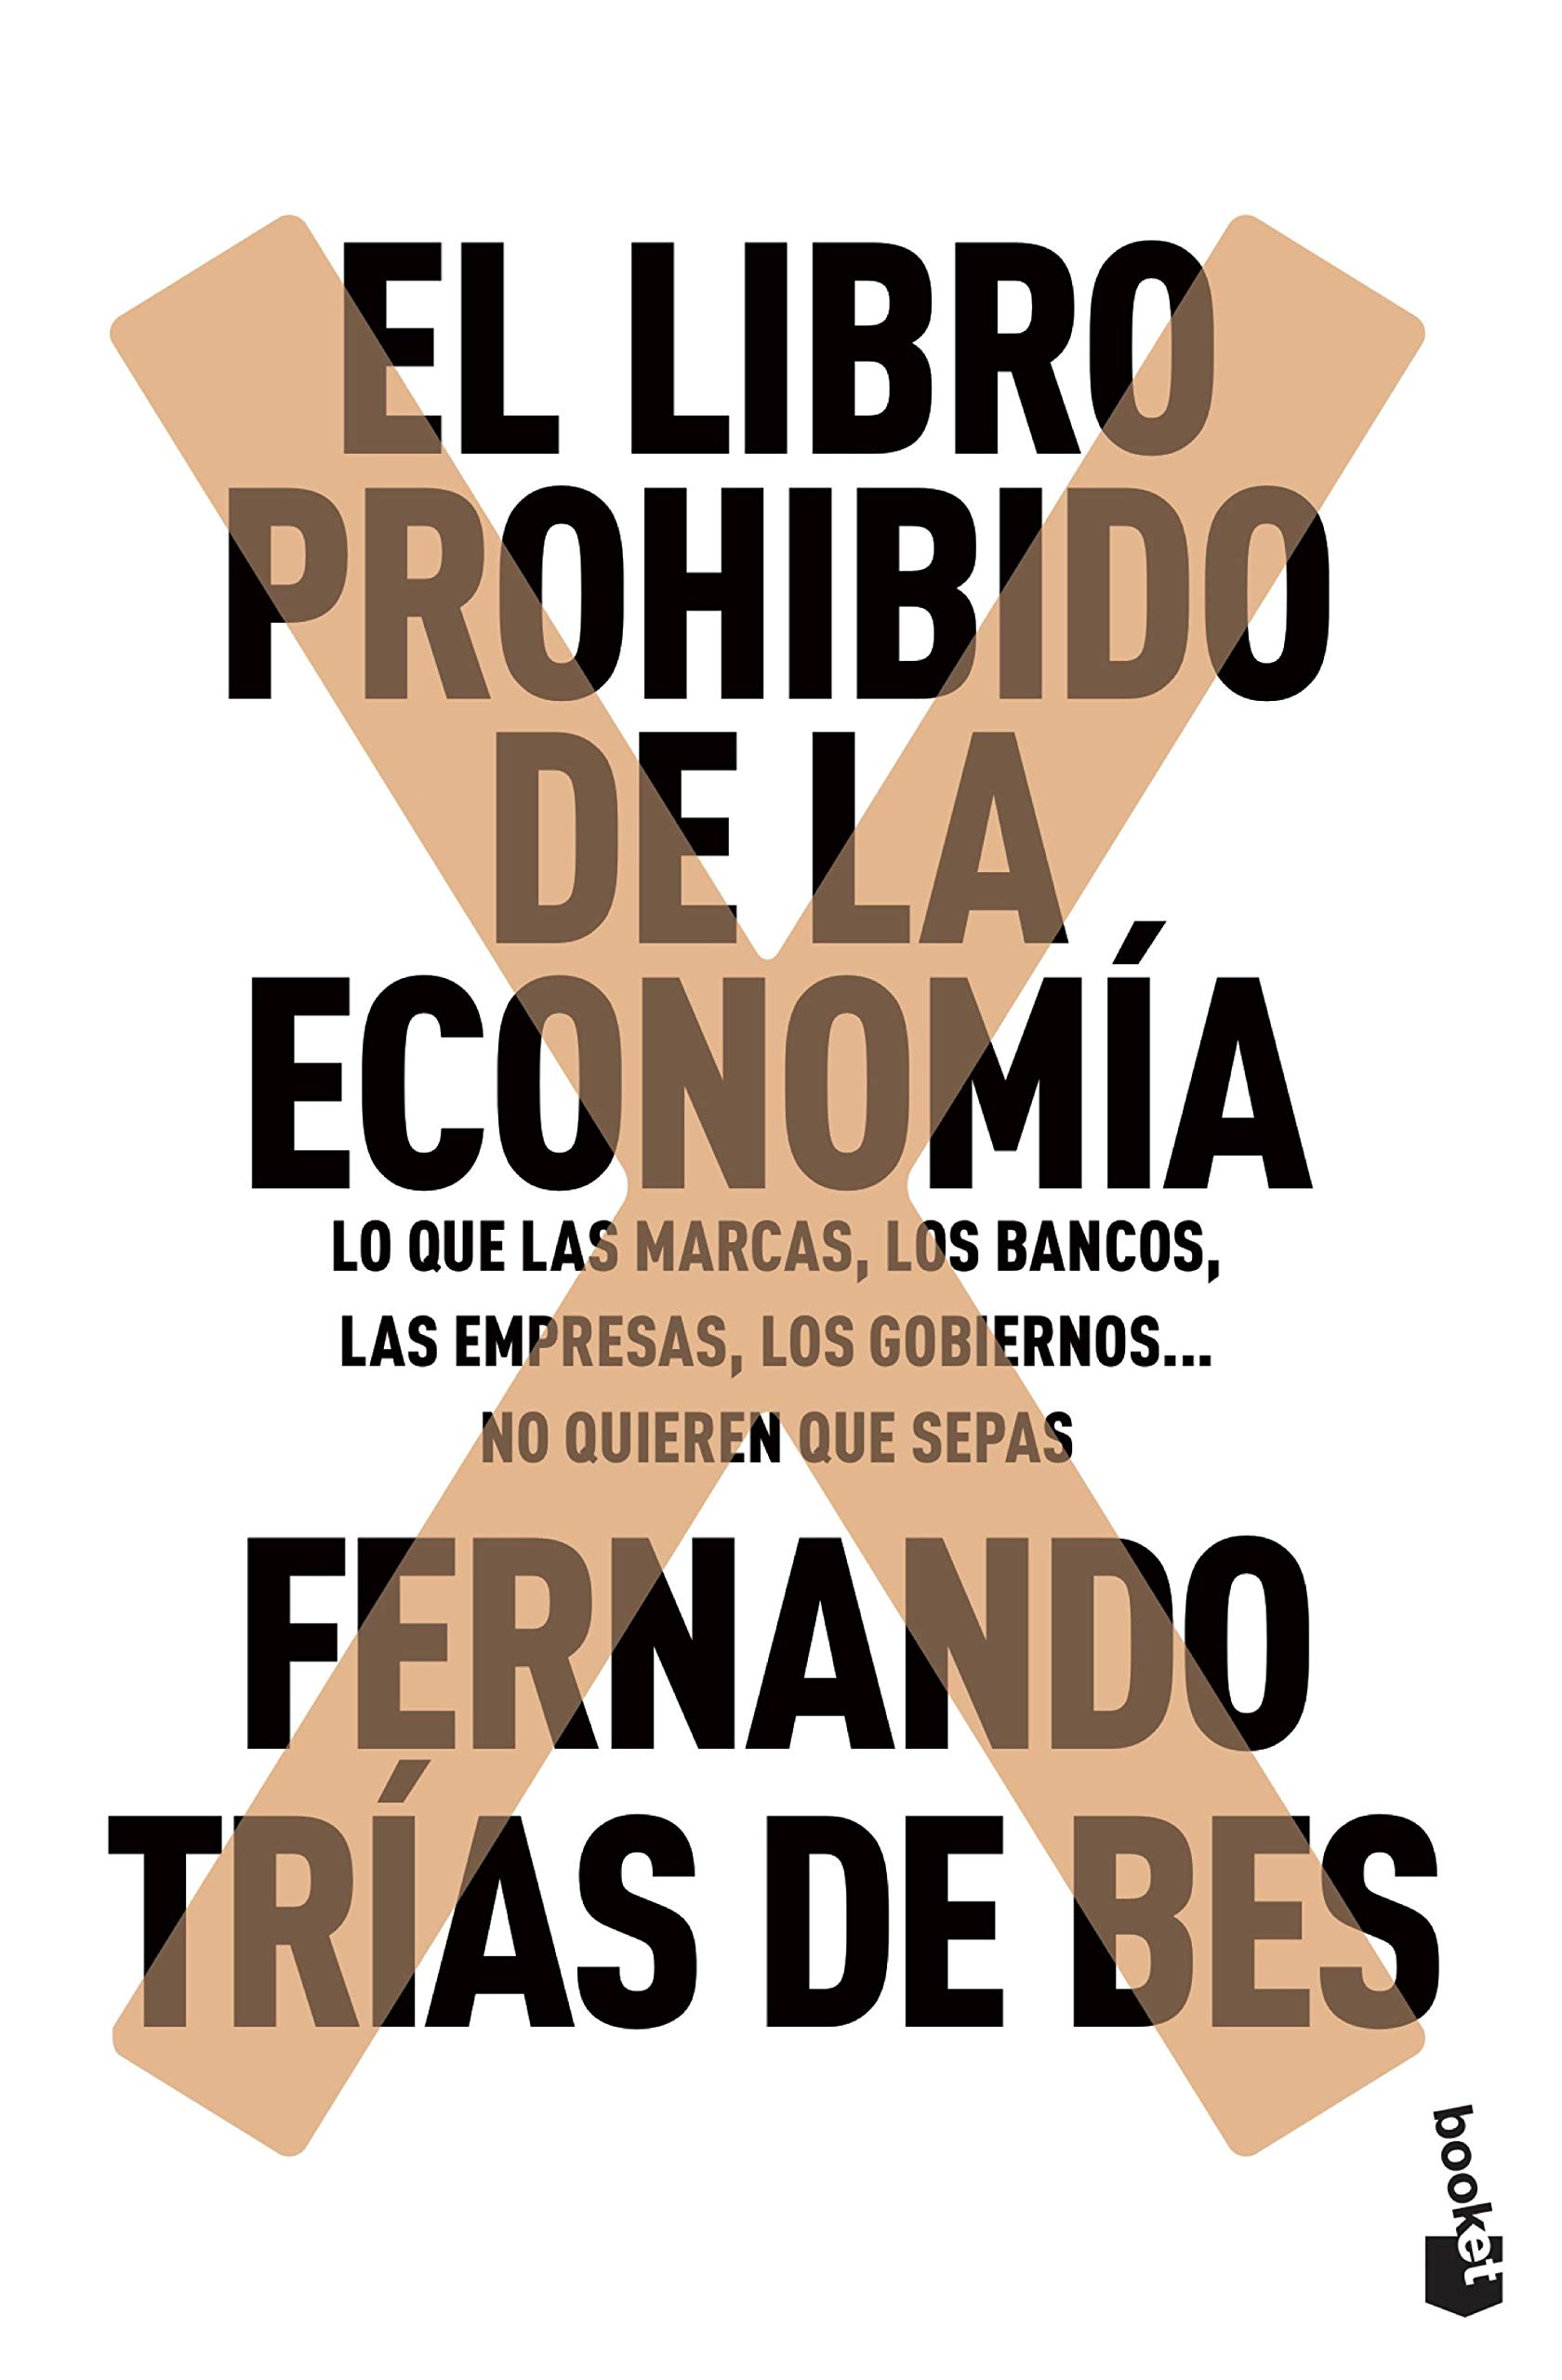 EL LIBRO
PROHIBIDO
DE LA
ECONOMÍA
LO QUE LAS MARCAS, LOS BANCOS,
LAS EMPRESAS, LOS GOBIERNOS...
NO QUIEREN QUE SEPAS
FERNANDO
TRÍAS DE BES
booket